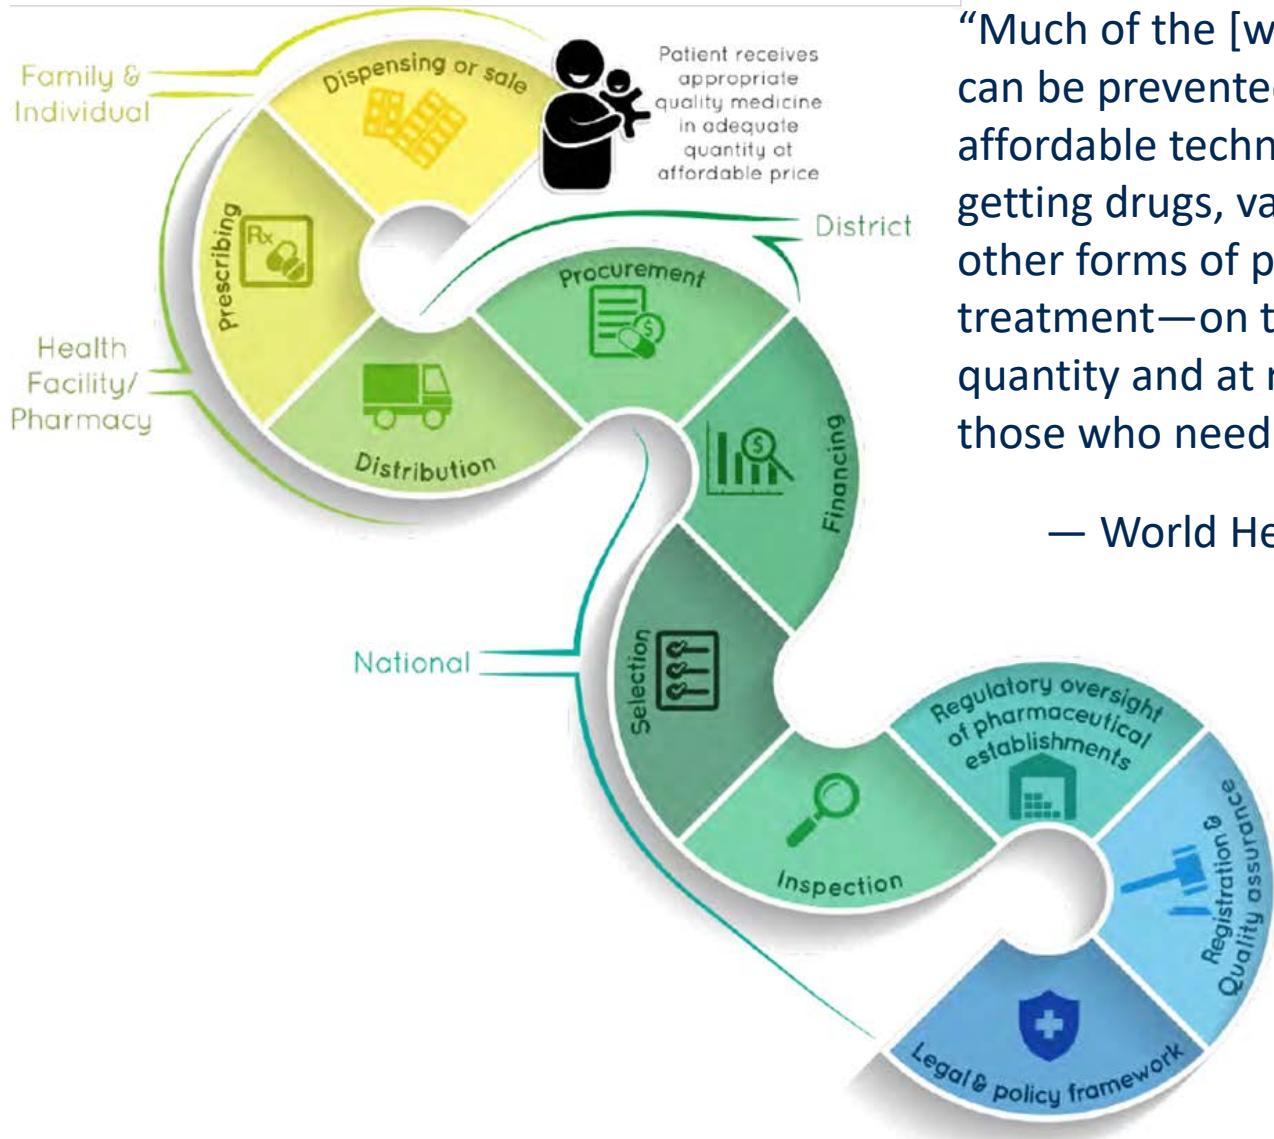 Family &
Individual
Dispensing or sale
Patient receives
appropriate
quality medicine
in adequate
quantity at
affordable price
Prescribing
Rx
Health
Facility/
Pharmacy
Distribution
District
Procurement
$
Financing
$
National
Selection
Inspection
Regulatory oversight
of pharmaceutical
establishments
Registration &
Quality assurance
Legal & policy framework
“Much of the [w
can be prevente
affordable techn
getting drugs, va
other forms of p
treatment—on t
quantity and at r
those who need
— World He